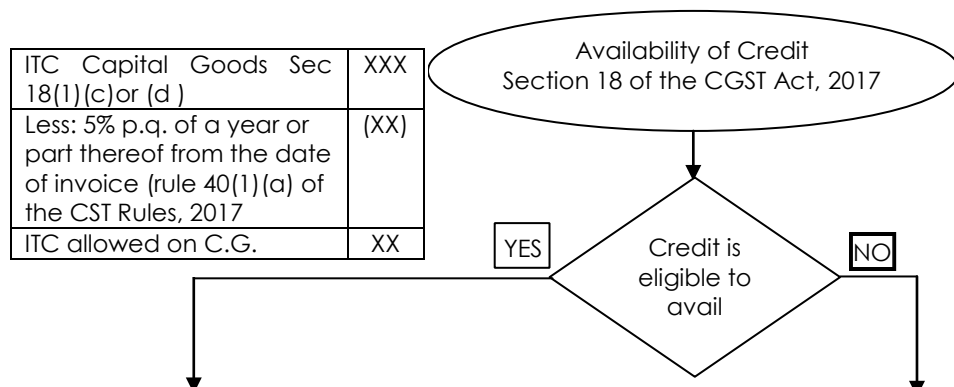 ITC Capital Goods Sec XXX
18(1)(c)or (d )
Less: 5% p.q. of a year or (XX)
part thereof from the date
of invoice (rule 40(1)(a) of
the CST Rules, 2017
ITC allowed on C.G. XX
Availability of Credit
Section 18 of the CGST Act, 2017
YES
Credit is
eligible to
avail
NO